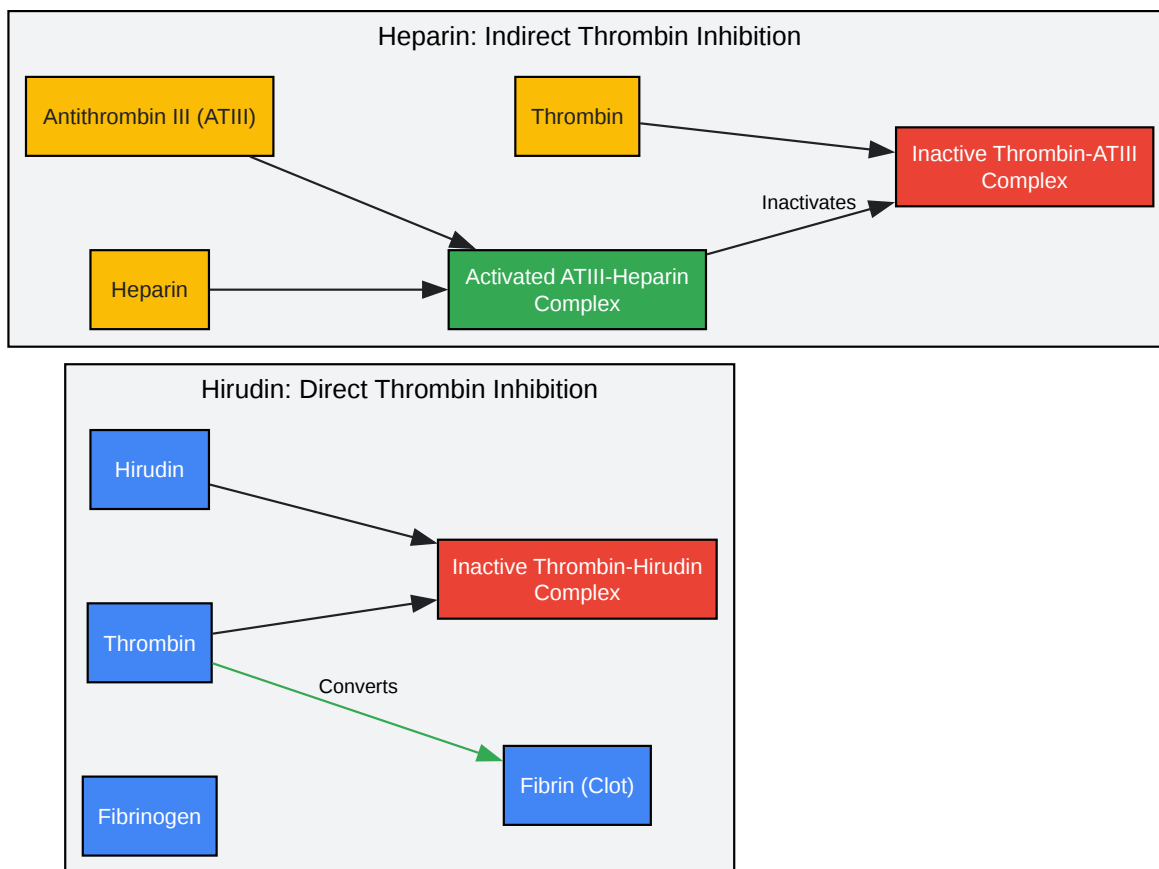 Heparin: Indirect Thrombin Inhibition
Antithrombin III (ATIII)
Thrombin
Inactive Thrombin-ATIII
Complex
Inactivates
Heparin
Activated ATIII-Heparin
Complex
Hirudin: Direct Thrombin Inhibition
Hirudin
Inactive Thrombin-Hirudin
Complex
Thrombin
Converts
Fibrin (Clot)
Fibrinogen